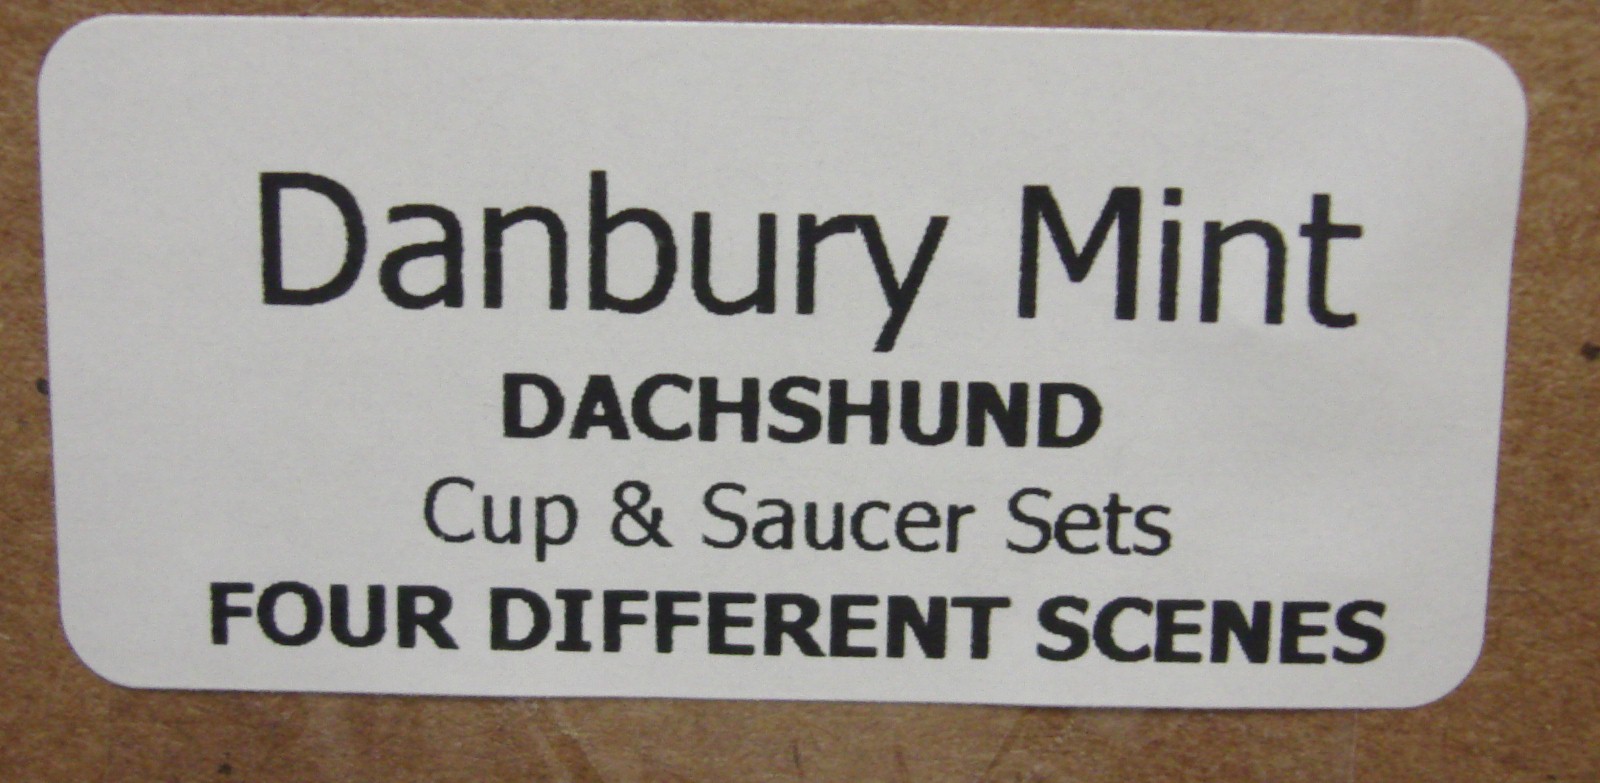 Danbury Mint
DACHSHUND
Cup & Saucer Sets
FOUR DIFFERENT SCENES